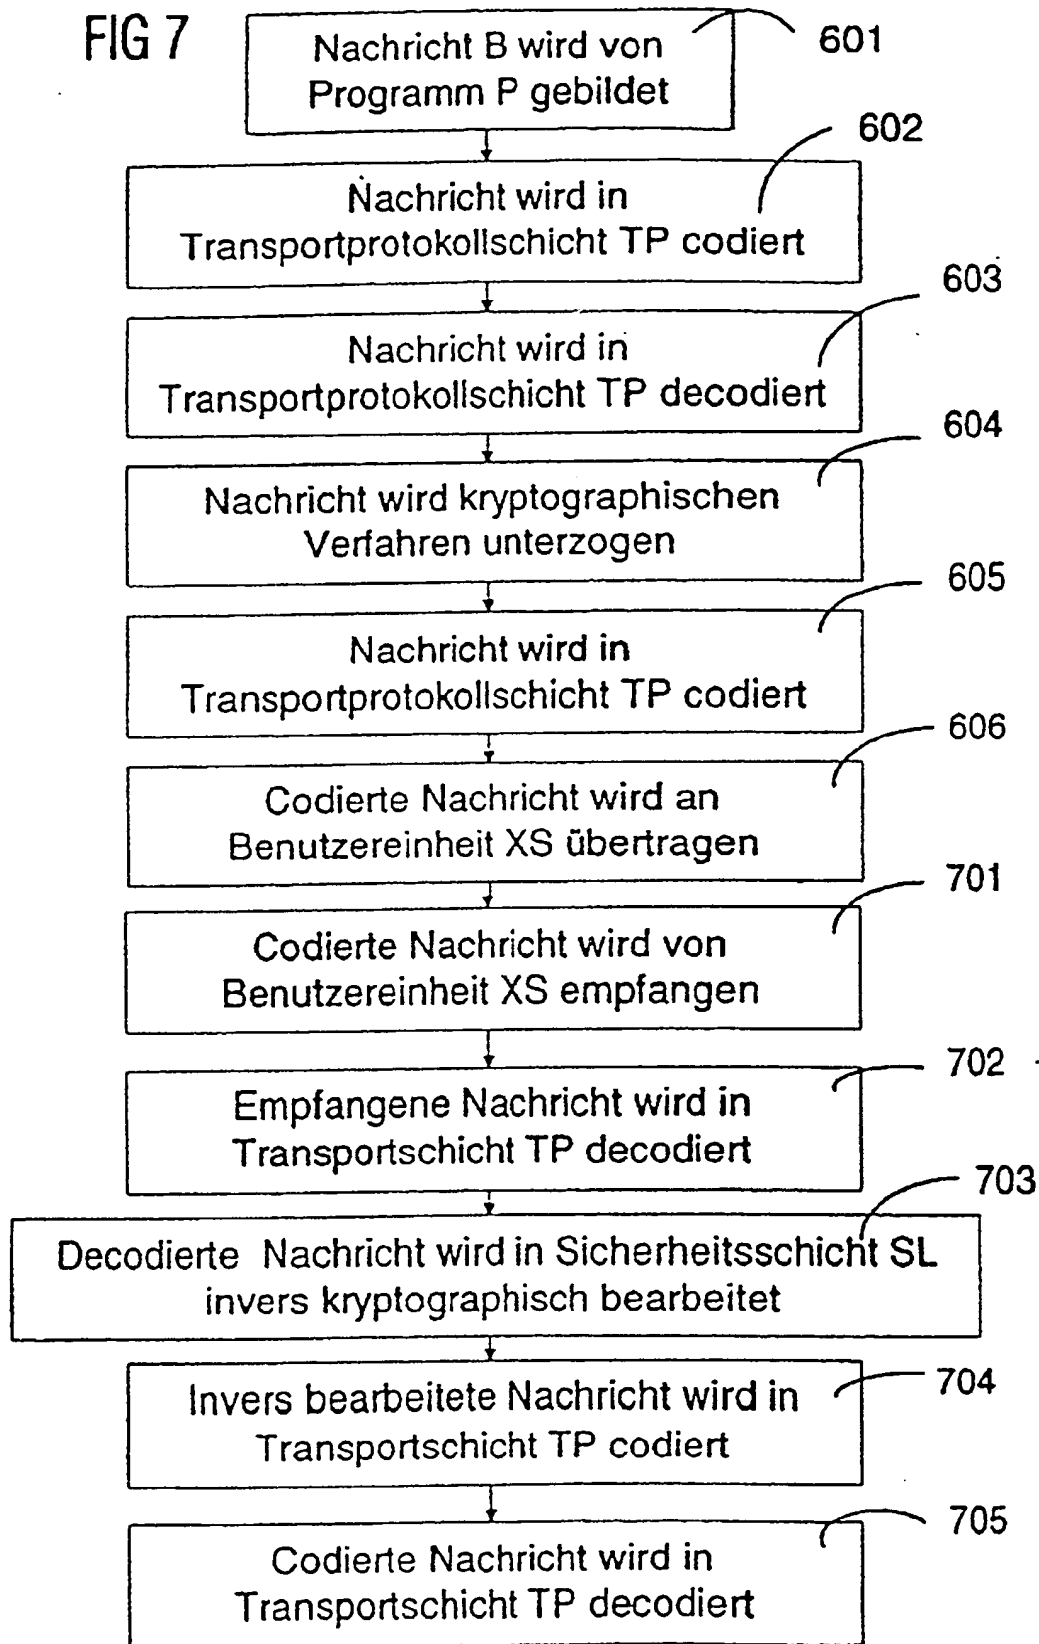 FIG 7
Nachricht B wird von
Programm P gebildet
601
602
Nachricht wird in
Transportprotokollschicht TP codiert
603
Nachricht wird in
Transportprotokollschicht TP decodiert
604
Nachricht wird kryptographischen
Verfahren unterzogen
605
Nachricht wird in
Transportprotokollschicht TP codiert
606
Codierte Nachricht wird an
Benutzereinheit XS übertragen
701
Codierte Nachricht wird von
Benutzereinheit XS empfangen
702
Empfangene Nachricht wird in
Transportschicht TP decodiert
703
Decodierte Nachricht wird in Sicherheitsschicht SL
invers kryptographisch bearbeitet
704
Invers bearbeitete Nachricht wird in
Transportschicht TP codiert
705
Codierte Nachricht wird in
Transportschicht TP decodiert